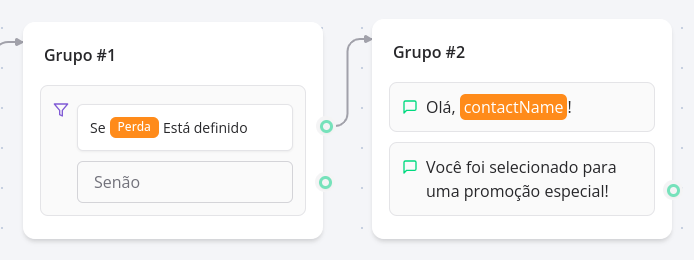 Grupo #1
Se Perda Está definido
Senão
Grupo #2
Olá, contactName!
Você foi selecionado para
uma promoção especial!